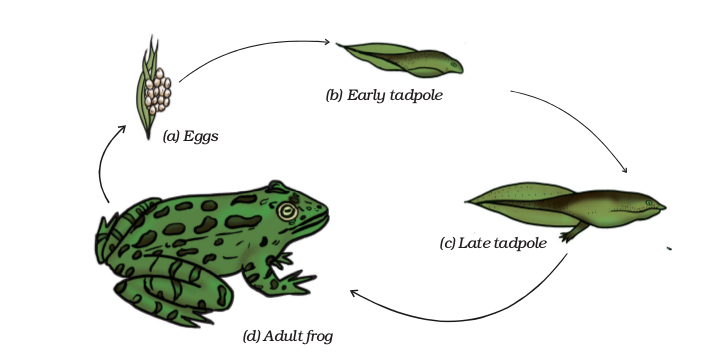 (a) Eggs
(b) Early tadpole
(c) Late tadpole
(d) Adult frog